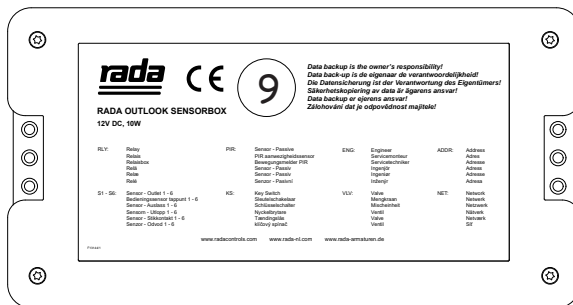 rada
CE
9
Data backup is the owner's responsibility!
Data back-up is de eigenaar de verantwoordelijkheid!
Die Datensicherung ist der Verantwortung des Eigentümers!
Säkerhetskopiering av data är ägarens ansvar!
Data backup er ejerens ansvar!
Zálohování dat je odpovědnost majitele!
RADA OUTLOOK SENSORBOX
12V DC, 10W
RLY: Relay PIR: Sensor - Passive ENG: Engineer ADDR: Address
Relais PIR aanwezigheidssensor Servicemonteur Adres
Relaisbox Bewegungsmelder PIR Servicetechniker Adresse
Relä Sensor - Passiv Ingenjör Adress
Relæ Sensor - Passiv Ingeniør Adresse
Relé Senzor - Pasivní Inženýr Adresa
S1 - S6: Sensor - Outlet 1 - 6 KS: Key Switch VLV: Valve NET: Network
Bedieningssensor tappunt 1 - 6 Sleutelschakelaar Mengkraan Netwerk
Sensor - Auslass 1 - 6 Schlüsselschalter Mischeinheit Netzwerk
Sensorn - Utlopp 1 - 6 Nyckelbrytare Ventil Nätverk
Sensor - Stikkontakt 1 - 6 Tændingslås Valve Netværk
Senzor - Odvod 1 - 6 klíčový spínač Ventil Síť
www.radacontrols.com www.rada-nl.com www.rada-armaturen.de